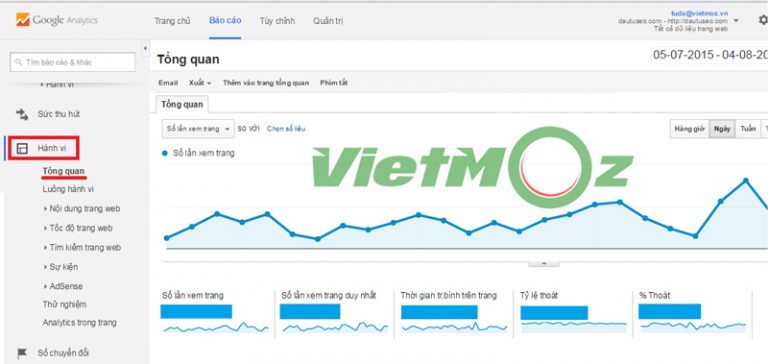 Google Analytics
Trang chủ Báo cáo Tùy chỉnh Quản trị
tuda@vietmoz.vn
dautuseo.com - http://dautuseo.com
Tất cả dữ liệu trang web
Tìm báo cáo & khác
Hành vi
Sức thu hút
Hành vi
Tổng quan
Luồng hành vi
Nội dung trang web
Tốc độ trang web
Tìm kiếm trang web
Sự kiện
AdSense
Thử nghiệm
Analytics trong trang
Số chuyển đổi
Tổng quan
05-07-2015 - 04-08-20
Email Xuất Thêm vào trang tổng quan Phím tắt
Tổng quan
Số lần xem trang SO VỚI Chọn số liệu
Hàng giờ Ngày Tuần T
Số lần xem trang
VietMoz
Số lần xem trang
Số lần xem trang duy nhất
Thời gian tr.bình trên trang
Tỷ lệ thoát
% Thoát